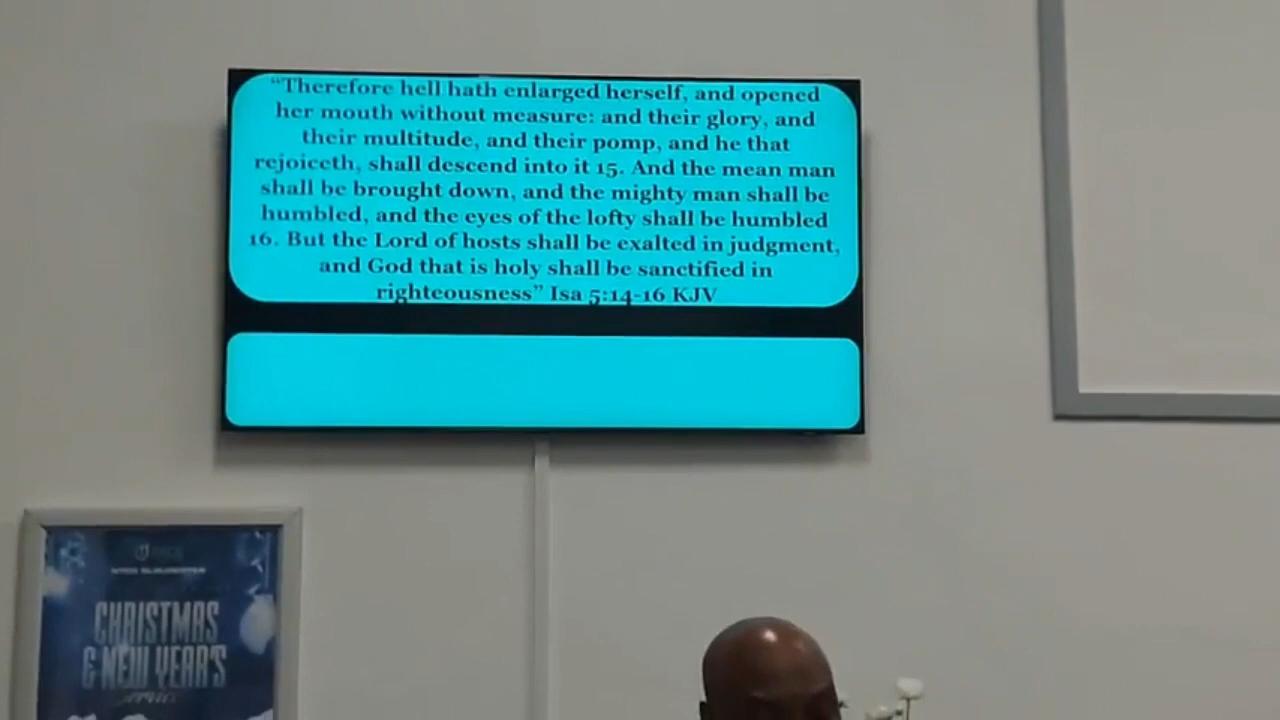 “Therefore hell hath enlarged herself, and opened
her mouth without measure: and their glory, and
their multitude, and their pomp, and he that
rejoiceth, shall descend into it 15. And the mean man
shall be brought down, and the mighty man shall be
humbled, and the eyes of the lofty shall be humbled
16. But the Lord of hosts shall be exalted in judgment,
and God that is holy shall be sanctified in
righteousness” Isa 5:14-16 KJV
CHRISTMAS
& NEW YEAR'S